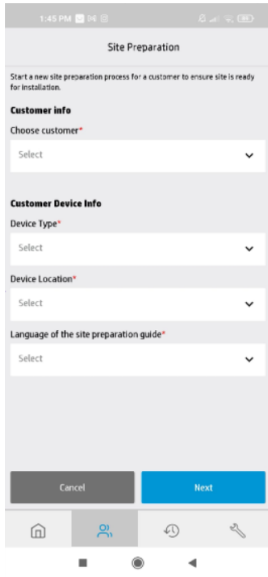 1:45 PM
Site Preparation
Start a new site preparation process for a customer to ensure site is ready
for installation.
Customer info
Choose customer*
Select
Customer Device Info
Device Type*
Select
Device Location*
Select
Language of the site preparation guide*
Select
Cancel
Next